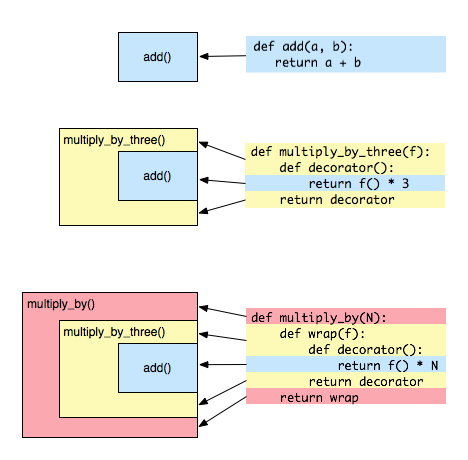 add()
def add(a, b):
return a + b
multiply_by_three()
add()
def multiply_by_three(f):
def decorator():
return f() * 3
return decorator
multiply_by()
multiply_by_three()
add()
def multiply_by(N):
def wrap(f):
def decorator():
return f() * N
return decorator
return wrap